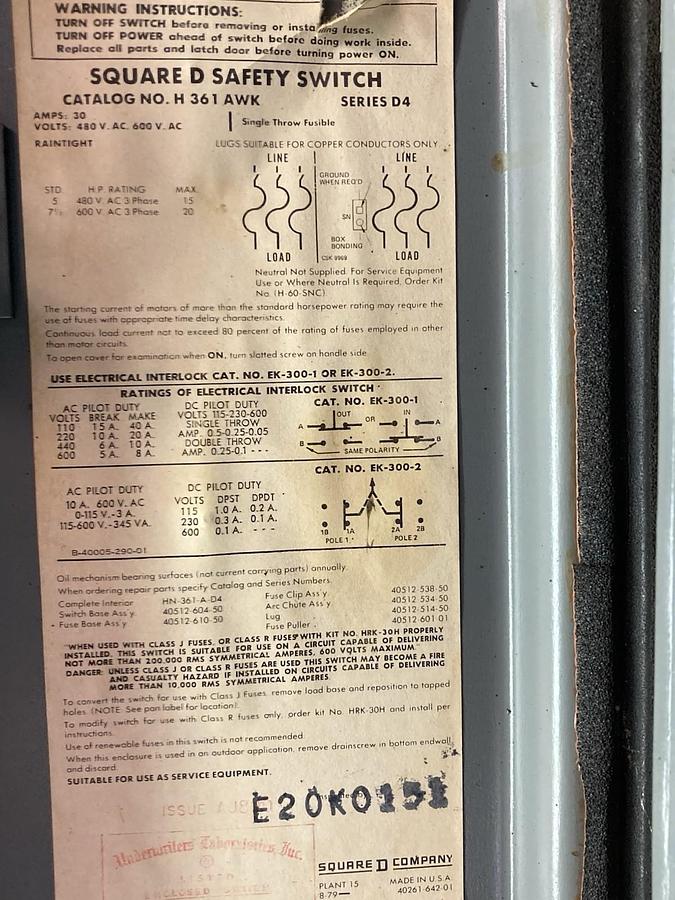 WARNING INSTRUCTIONS:
TURN OFF SWITCH before removing or installing fuses.
TURN OFF POWER ahead of switch before doing work inside.
Replace all parts and latch door before turning power ON.
SQUARE D SAFETY SWITCH
CATALOG NO. H 361 AWK SERIES D4
AMPS: 30
VOLTS: 480 V. AC, 600 V. AC
Single Throw Fusible
RAINTIGHT
LUGS SUITABLE FOR COPPER CONDUCTORS ONLY
LINE LINE
GROUND
WHEN REQ'D
SN
BOX
BONDING
LOAD CSK 9969 LOAD
STD. H.P. RATING MAX.
5 480 V. AC 3 Phase 15
7½ 600 V. AC 3 Phase 20
Neutral Not Supplied. For Service Equipment
Use or Where Neutral Is Required, Order Kit
No. (H-60-SNC)
The starting current of motors of more than the standard horsepower rating may require the
use of fuses with appropriate time delay characteristics.
Continuous load current not to exceed 80 percent of the rating of fuses employed in other
than motor circuits.
To open cover for examination when ON, turn slotted screw on handle side
USE ELECTRICAL INTERLOCK CAT. NO. EK-300-1 OR EK-300-2.
RATINGS OF ELECTRICAL INTERLOCK SWITCH
AC PILOT DUTY
VOLTS BREAK MAKE
110 15 A. 40 A.
220 10 A. 20 A.
440 6 A. 10 A.
600 5 A. 8 A.
DC PILOT DUTY
VOLTS 115-230-600
SINGLE THROW
AMP. 0.5-0.25-0.05
DOUBLE THROW
AMP. 0.25-0.1 - - -
CAT. NO. EK-300-1
OUT OR IN
A A
B B
SAME POLARITY
CAT. NO. EK-300-2
AC PILOT DUTY
10 A. 600 V. AC
0-115 V.-3 A.
115-600 V.-345 VA.
DC PILOT DUTY
VOLTS DPST DPDT
115 1.0 A. 0.2 A.
230 0.3 A. 0.1 A.
600 0.1 A. - - -
1B 1A 2A 2B
POLE 1 POLE 2
B-40005-290-01
Oil mechanism bearing surfaces (not current carrying parts) annually.
When ordering repair parts specify Catalog and Series Numbers.
Complete Interior HN-361-A-D4
Switch Base Ass'y 40512-604-50
Fuse Base Ass'y 40512-610-50
Fuse Clip Ass'y 40512-538-50
Arc Chute Ass'y 40512-534-50
Lug 40512-514-50
Fuse Puller 40512-601-01
"WHEN USED WITH CLASS J FUSES, OR CLASS R FUSES WITH KIT NO. HRK-30H PROPERLY
INSTALLED, THIS SWITCH IS SUITABLE FOR USE ON A CIRCUIT CAPABLE OF DELIVERING
NOT MORE THAN 200,000 RMS SYMMETRICAL AMPERES, 600 VOLTS MAXIMUM."
DANGER: UNLESS CLASS J OR CLASS R FUSES ARE USED THIS SWITCH MAY BECOME A FIRE
AND CASUALTY HAZARD IF INSTALLED ON CIRCUITS CAPABLE OF DELIVERING
MORE THAN 10,000 RMS SYMMETRICAL AMPERES.
To convert the switch for use with Class J Fuses, remove load base and reposition to tapped
holes. (NOTE: See pan label for location).
To modify switch for use with Class R fuses only, order kit No. HRK-30H and install per
instructions.
Use of renewable fuses in this switch is not recommended.
When this enclosure is used in an outdoor application, remove drainscrew in bottom endwall
and discard.
SUITABLE FOR USE AS SERVICE EQUIPMENT.
E20K0151
ISSUE
Underwriters Laboratories, Inc.
LISTED
ENCLOSED SWITCH
SQUARE D COMPANY
PLANT 15 MADE IN U.S.A.
8-79 40261-642-01